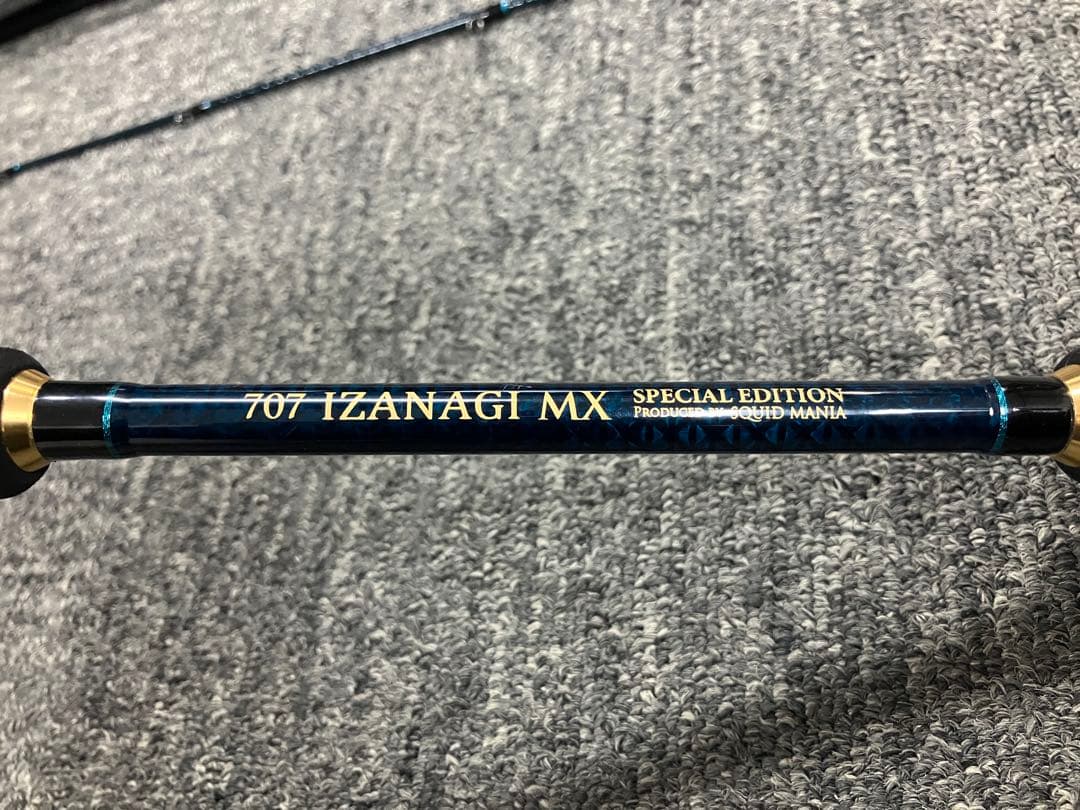 707 IZANAGI MX
SPECIAL EDITION
PRODUCED BY SQUID MANIA